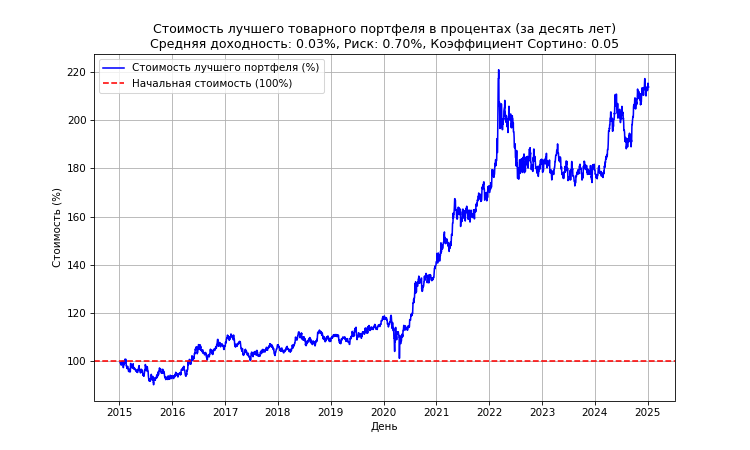 Стоимость лучшего товарного портфеля в процентах (за десять лет)
Средняя доходность: 0.03%, Риск: 0.70%, Коэффициент Сортино: 0.05
Стоимость лучшего портфеля (%)
Начальная стоимость (100%)
Стоимость (%)
220
200
180
160
140
120
100
2015 2016 2017 2018 2019 2020 2021 2022 2023 2024 2025
День